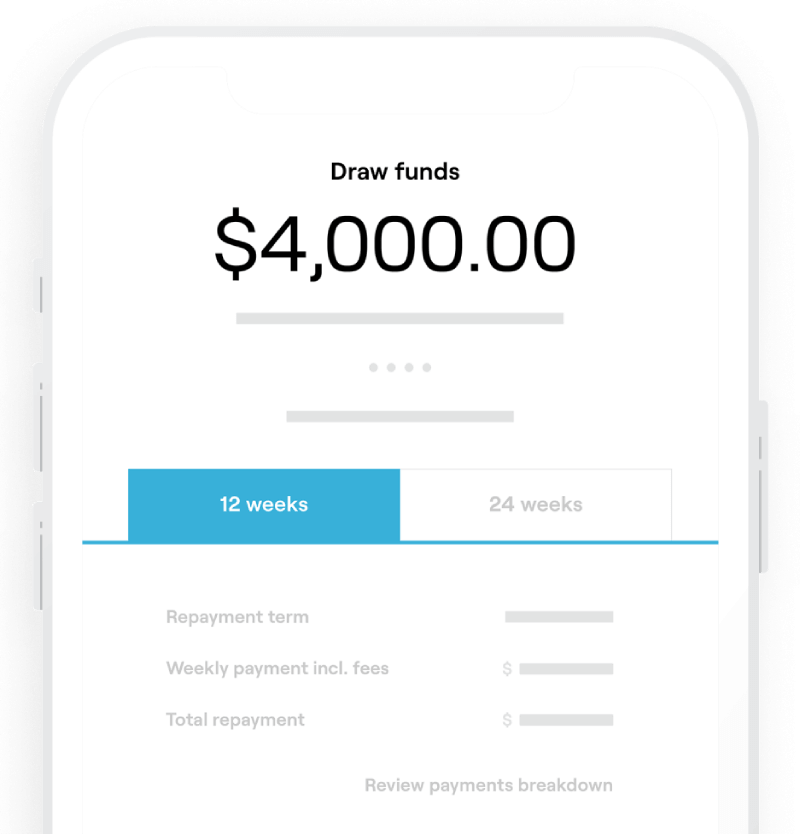 Draw funds
$4,000.00
12 weeks 24 weeks
Repayment term
Weekly payment incl. fees $
Total repayment $
Review payments breakdown